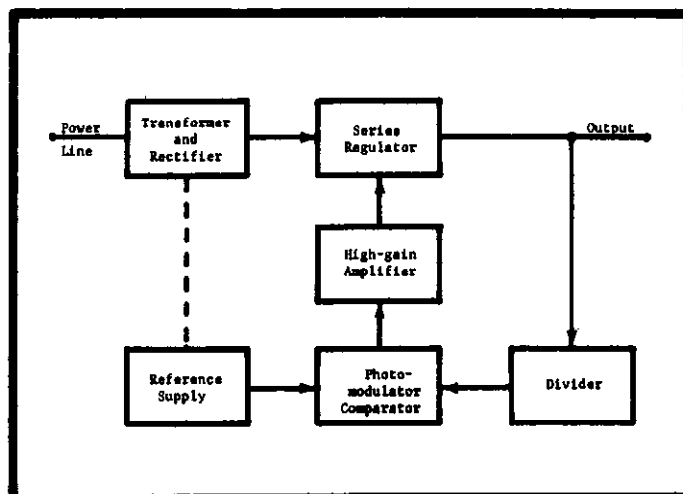 Power
Line
Transformer
and
Rectifier
Series
Regulator
Output
High-gain
Amplifier
Reference
Supply
Photo-
modulator
Comparator
Divider